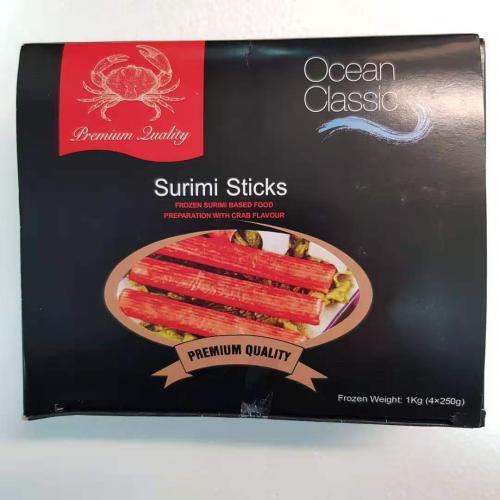 Premium Quality
Ocean
Classic
Surimi Sticks
FROZEN SURIMI BASED FOOD
PREPARATION WITH CRAB FLAVOUR
PREMIUM QUALITY
Frozen Weight: 1Kg (4×250g)